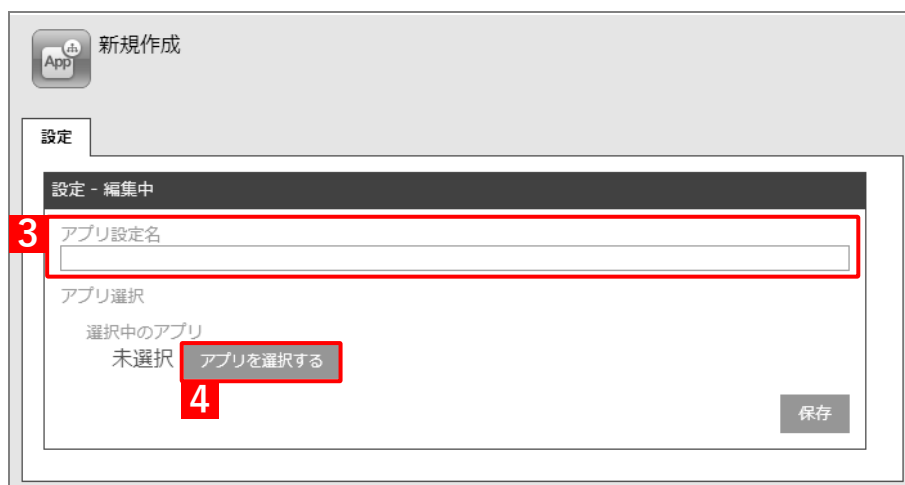 App
新規作成
設定
設定 - 編集中
3
アプリ設定名
アプリ選択
選択中のアプリ
未選択 アプリを選択する
4
保存